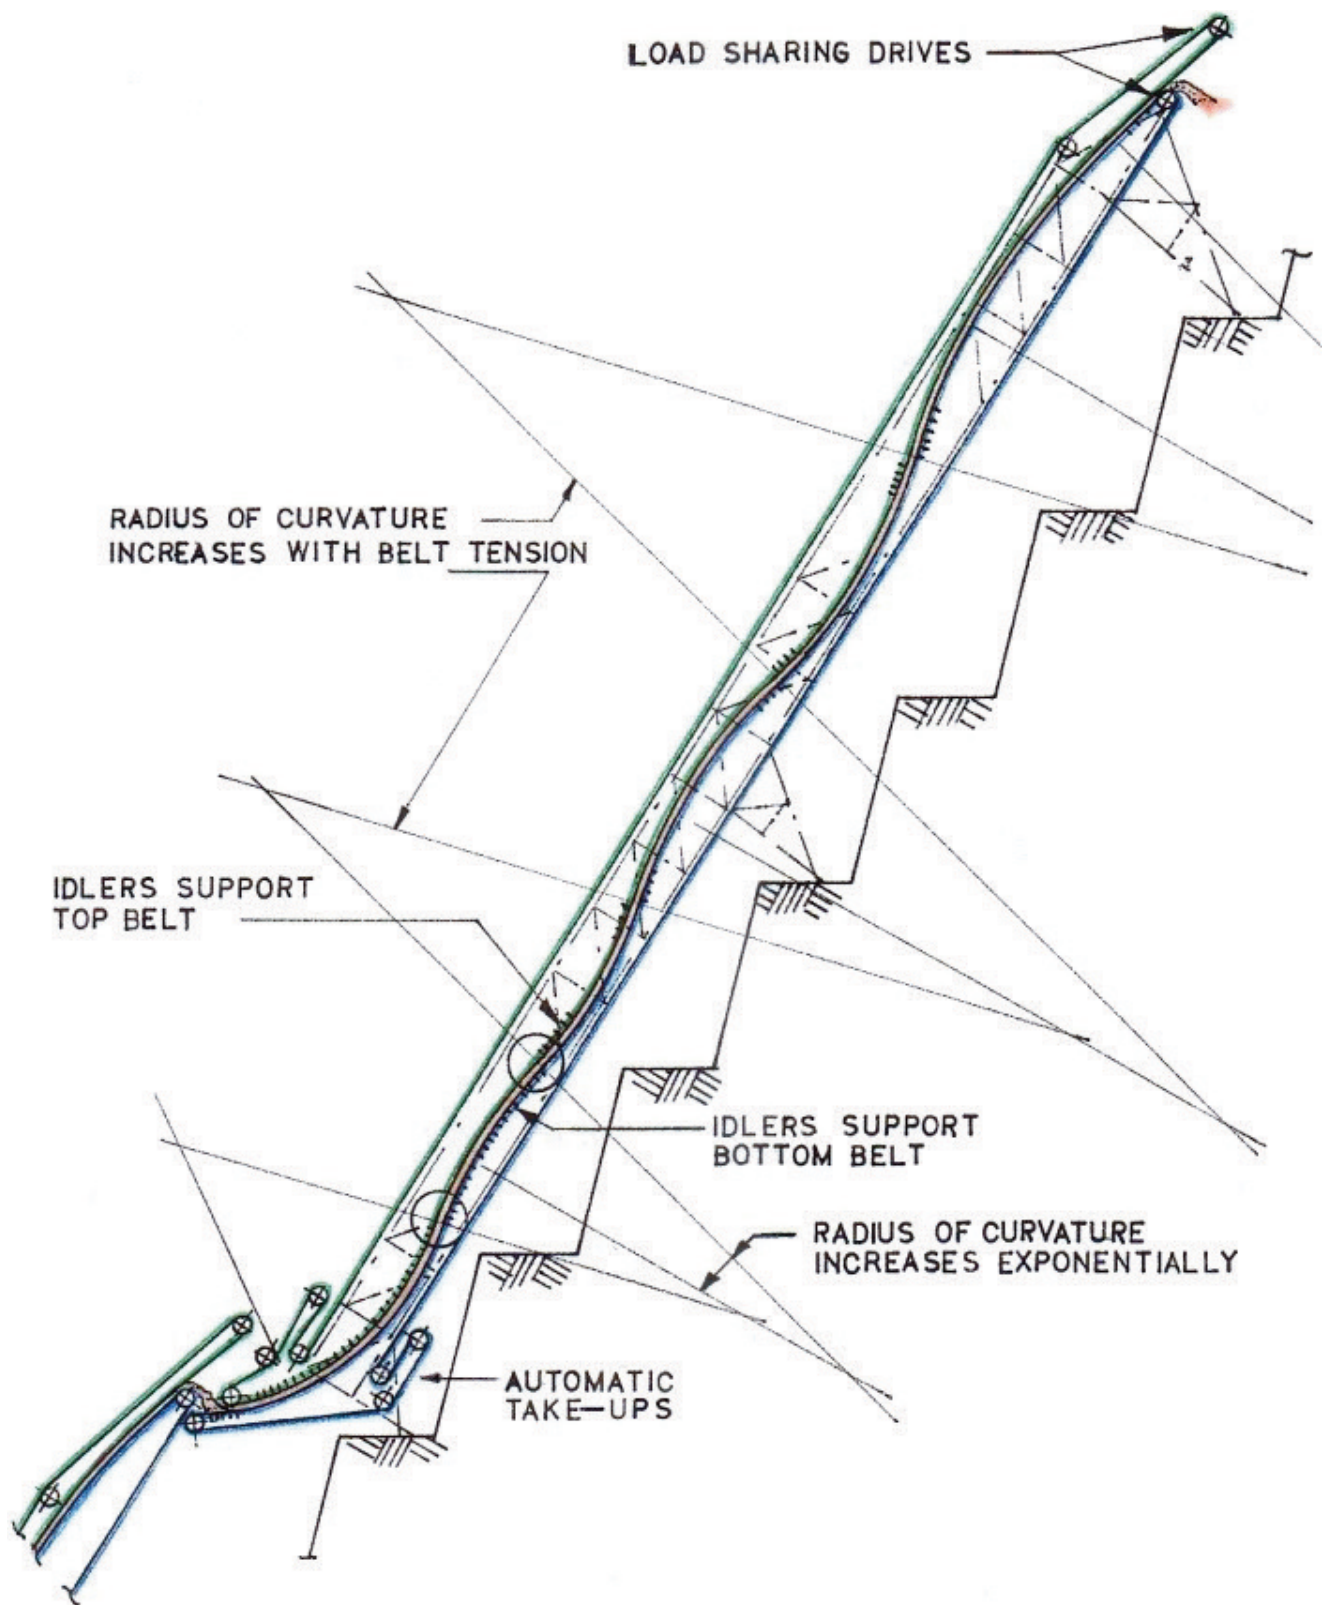 LOAD SHARING DRIVES
RADIUS OF CURVATURE
INCREASES WITH BELT TENSION
IDLERS SUPPORT
TOP BELT
IDLERS SUPPORT
BOTTOM BELT
RADIUS OF CURVATURE
INCREASES EXPONENTIALLY
AUTOMATIC
TAKE-UPS